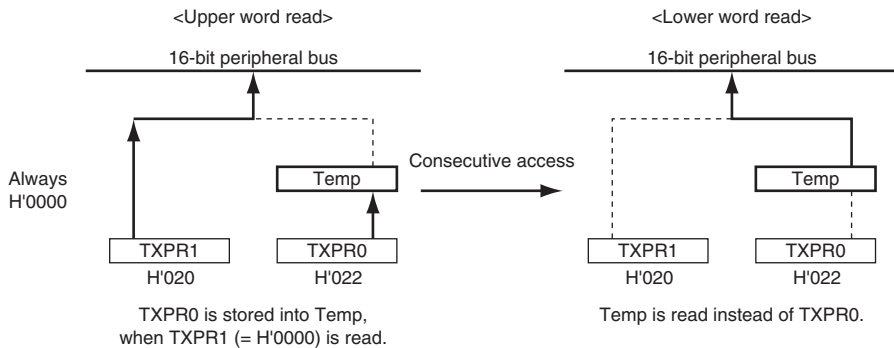 <Upper word read>
16-bit peripheral bus
Always
H'0000
Temp
TXPR1
TXPR0
H'020
H'022
TXPR0 is stored into Temp,
when TXPR1 (= H'0000) is read.
Consecutive access
<Lower word read>
16-bit peripheral bus
Temp
TXPR1
TXPR0
H'020
H'022
Temp is read instead of TXPR0.